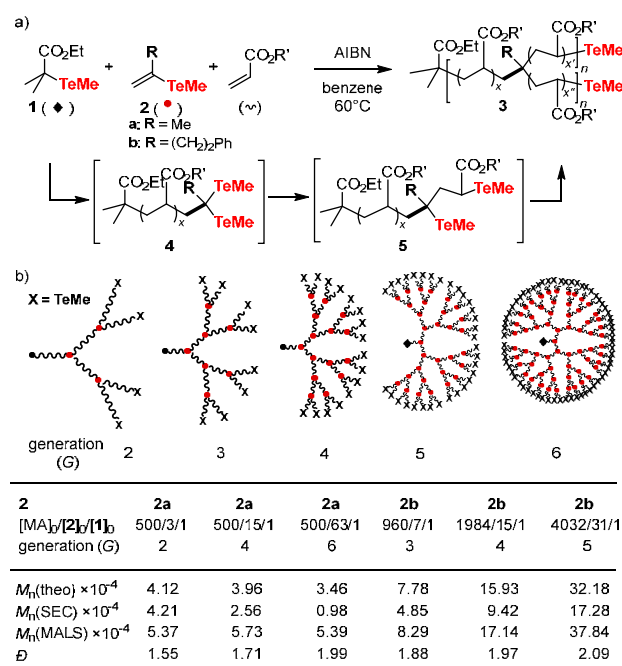 a)
CO2Et
TeMe
1 (◆)
+
R
TeMe
2 (●)
a; R = Me
b; R = (CH2)2Ph
+
CO2R'
(~)
AIBN
benzene
60°C
CO2Et
CO2R'
R
x
CO2R'
x'
TeMe
n
TeMe
x''
n
CO2R'
3
CO2Et
CO2R'
R
TeMe
TeMe
x
4
CO2Et
CO2R'
R
CO2R'
TeMe
TeMe
x
5
b)
X = TeMe
X X X X
X X X X X X X X
X X X X X X X X X X X X X X X X
generation (G) 2 3 4 5 6
2 2a 2a 2a 2b 2b 2b
[MA]0/[2]0/[1]0 500/3/1 500/15/1 500/63/1 960/7/1 1984/15/1 4032/31/1
generation (G) 2 4 6 3 4 5
Mn(theo) ×10-4 4.12 3.96 3.46 7.78 15.93 32.18
Mn(SEC) ×10-4 4.21 2.56 0.98 4.85 9.42 17.28
Mn(MALS) ×10-4 5.37 5.73 5.39 8.29 17.14 37.84
Đ 1.55 1.71 1.99 1.88 1.97 2.09